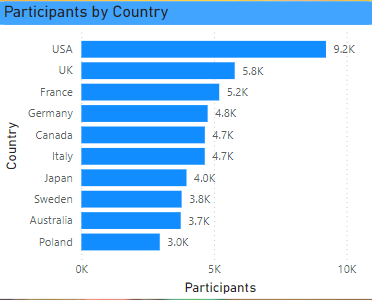 Participants by Country
USA 9.2K
UK 5.8K
France 5.2K
Germany 4.8K
Canada 4.7K
Italy 4.7K
Japan 4.0K
Sweden 3.8K
Australia 3.7K
Poland 3.0K
Country
0K 5K 10K
Participants